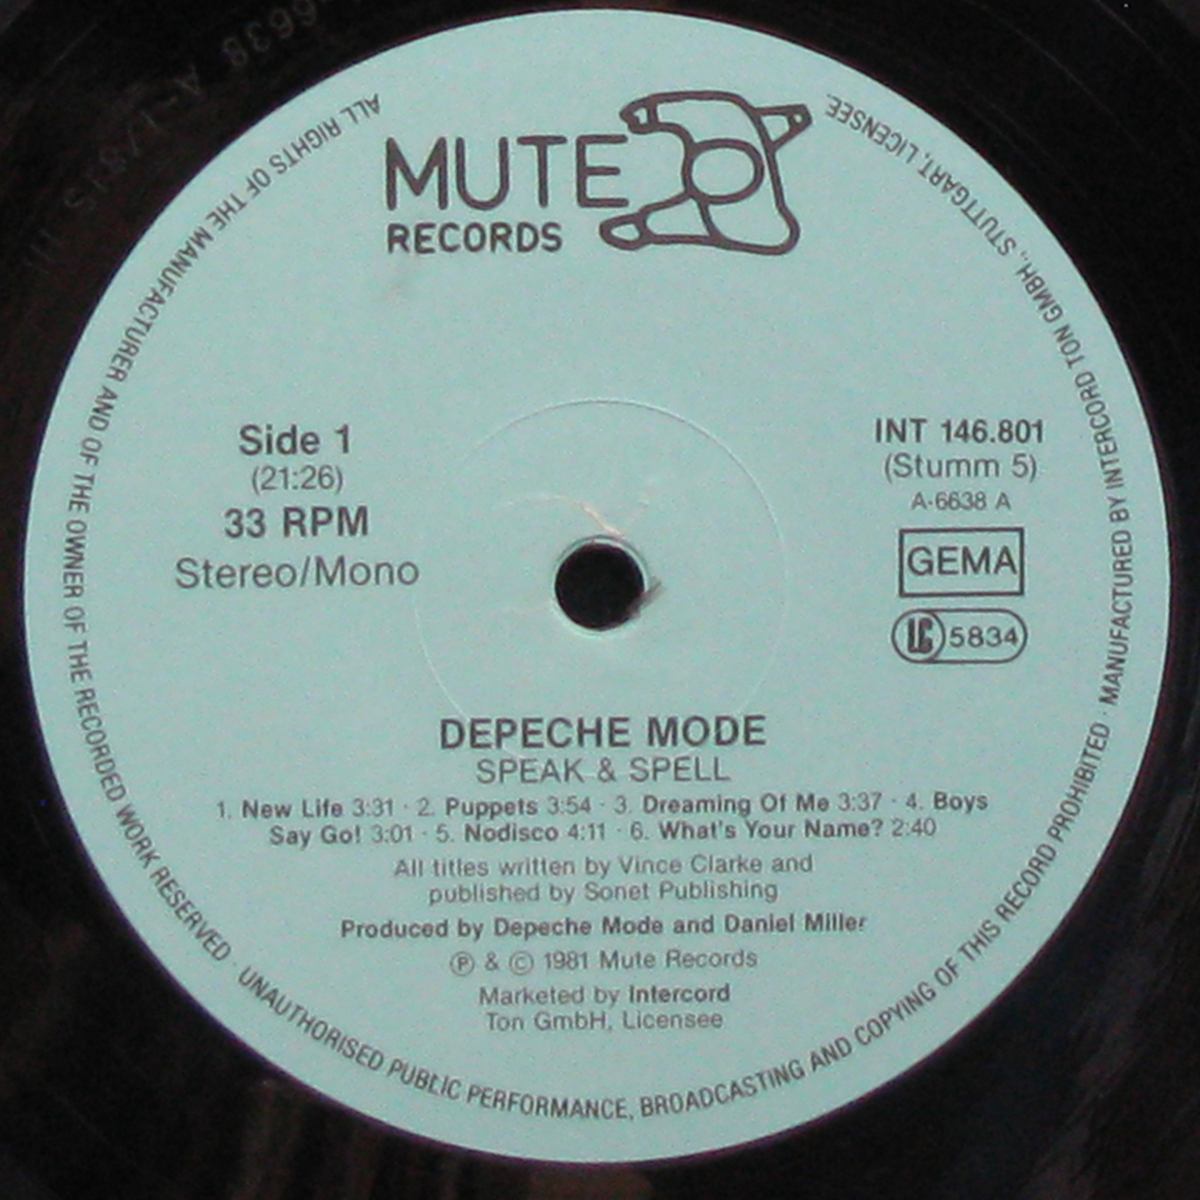 MUTE
RECORDS
Side 1
(21:26)
33 RPM
Stereo/Mono
INT 146.801
(Stumm 5)
A-6638 A
GEMA
LC 5834
DEPECHE MODE
SPEAK & SPELL
1. New Life 3:31 · 2. Puppets 3:54 · 3. Dreaming Of Me 3:37 · 4. Boys
Say Go! 3:01 · 5. Nodisco 4:11 · 6. What's Your Name? 2:40
All titles written by Vince Clarke and
published by Sonet Publishing
Produced by Depeche Mode and Daniel Miller
Ⓟ & © 1981 Mute Records
Marketed by Intercord
Ton GmbH, Licensee
ALL RIGHTS OF THE MANUFACTURER AND OF THE OWNER OF THE RECORDED WORK RESERVED · UNAUTHORISED PUBLIC PERFORMANCE, BROADCASTING AND COPYING OF THIS RECORD PROHIBITED · MANUFACTURED BY INTERCORD TON GMBH., STUTTGART, LICENSEE.